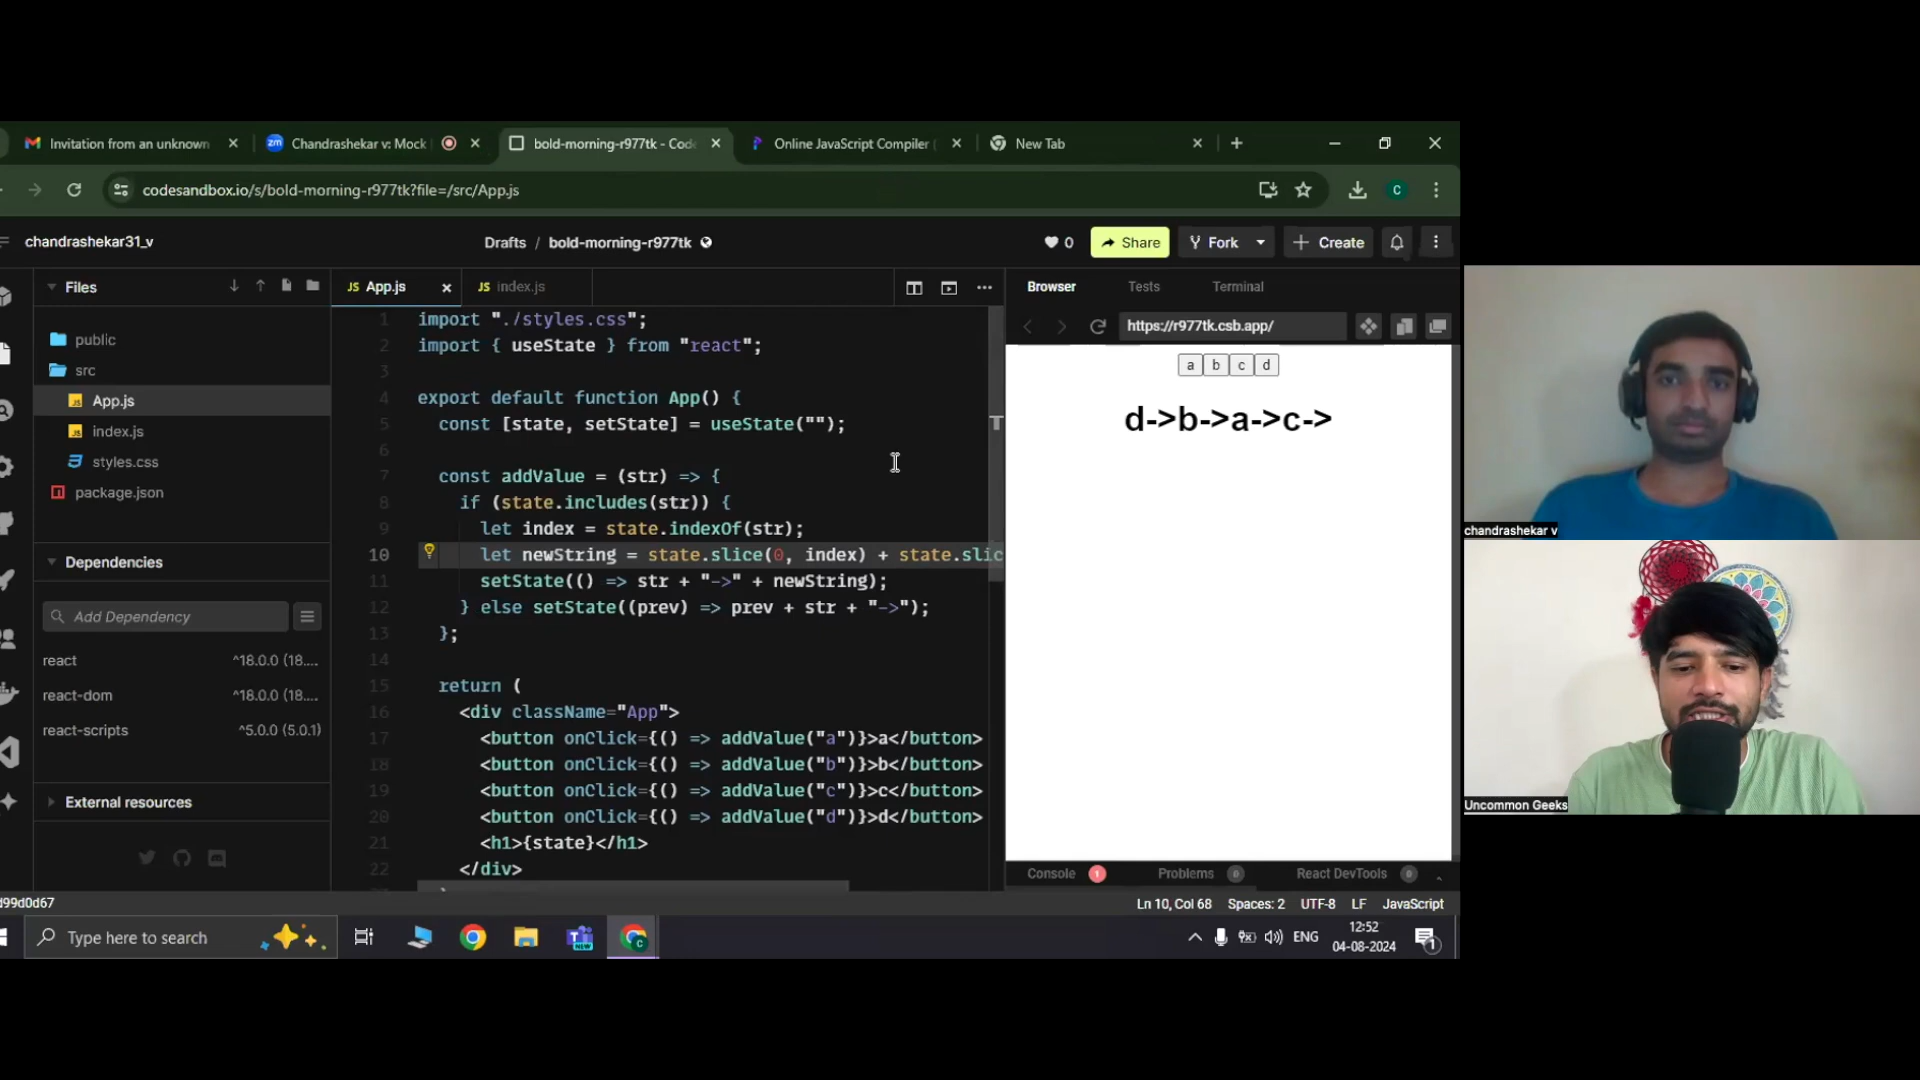 Invitation from an unknown
zm Chandrashekar v: Mock
bold-morning-r977tk - Code
Online JavaScript Compiler (
New Tab
codesandbox.io/s/bold-morning-r977tk?file=/src/App.js
C
chandrashekar31_v
Drafts / bold-morning-r977tk
0
Share
Fork
Create
Files
JS App.js
JS index.js
Browser
Tests
Terminal
https://r977tk.csb.app/
public
src
App.js
index.js
styles.css
package.json
Dependencies
Add Dependency
react ^18.0.0 (18....
react-dom ^18.0.0 (18....
react-scripts ^5.0.0 (5.0.1)
External resources
1 import "./styles.css";
2 import { useState } from "react";
3
4 export default function App() {
5 const [state, setState] = useState("");
6
7 const addValue = (str) => {
8 if (state.includes(str)) {
9 let index = state.indexOf(str);
10 let newString = state.slice(0, index) + state.slic
11 setState(() => str + "->" + newString);
12 } else setState((prev) => prev + str + "->");
13 };
14
15 return (
16 <div className="App">
17 <button onClick={() => addValue("a")}>a</button>
18 <button onClick={() => addValue("b")}>b</button>
19 <button onClick={() => addValue("c")}>c</button>
20 <button onClick={() => addValue("d")}>d</button>
21 <h1>{state}</h1>
22 </div>
a b c d
d->b->a->c->
Console 1
Problems 0
React DevTools 0
d99d0d67
Ln 10, Col 68
Spaces: 2
UTF-8
LF
JavaScript
Type here to search
NEW
C
ENG
12:52
04-08-2024
1
chandrashekar v
Uncommon Geeks